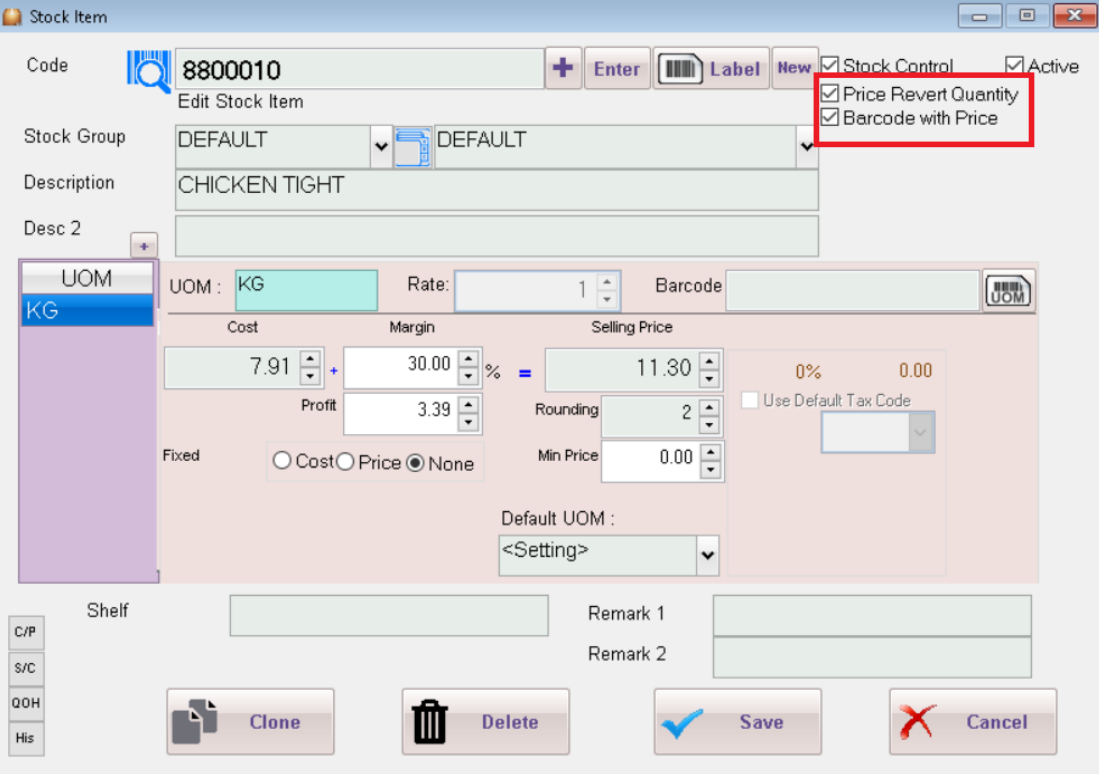 Stock Item
Code 8800010 + Enter Label New Stock Control Active
Edit Stock Item Price Revert Quantity
Barcode with Price
Stock Group DEFAULT DEFAULT
Description CHICKEN TIGHT
Desc 2
+
UOM UOM : KG Rate: 1 Barcode UOM
KG
Cost Margin Selling Price
7.91 + 30.00 % = 11.30 0% 0.00
Profit 3.39 Rounding 2 Use Default Tax Code
Fixed Cost Price None Min Price 0.00
Default UOM :
<Setting>
Shelf Remark 1
C/P
Remark 2
S/C
QOH
His
Clone Delete Save Cancel